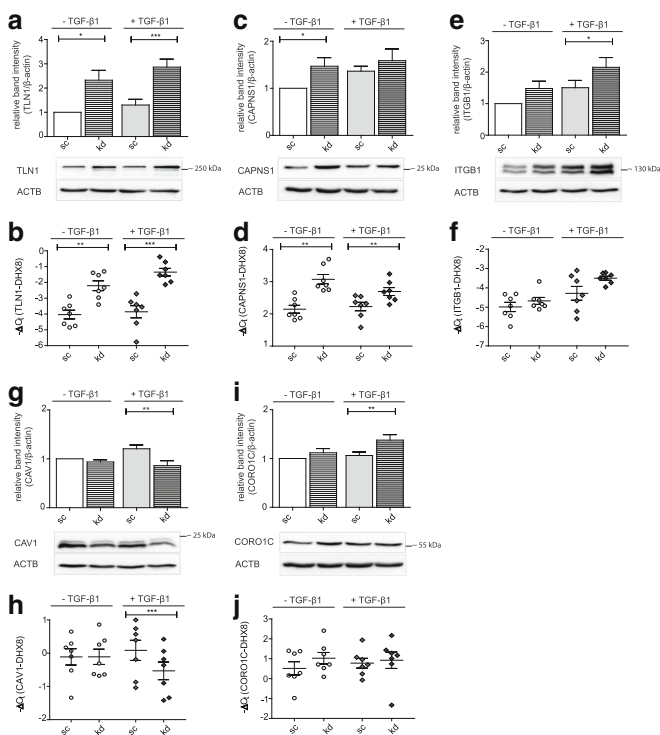 a
- TGF-β1 + TGF-β1
relative band intensity
(TLN1/β-actin)
4
3
2
1
0
* ***
sc kd sc kd
TLN1 ~ 250 kDa
ACTB
c
- TGF-β1 + TGF-β1
relative band intensity
(CAPNS1/β-actin)
2
1
0
*
sc kd sc kd
CAPNS1 ~ 25 kDa
ACTB
e
- TGF-β1 + TGF-β1
relative band intensity
(ITGB1/β-actin)
3
2
1
0
*
sc kd sc kd
ITGB1 ~ 130 kDa
ACTB
b
- TGF-β1 + TGF-β1
-ΔCt (TLN1-DHX8)
-0
-1
-2
-3
-4
-5
-6
** ***
sc kd sc kd
d
- TGF-β1 + TGF-β1
-ΔCt (CAPNS1-DHX8)
4
3
2
1
** **
sc kd sc kd
f
- TGF-β1 + TGF-β1
-ΔCt (ITGB1-DHX8)
-2
-3
-4
-5
-6
-7
sc kd sc kd
g
- TGF-β1 + TGF-β1
relative band intensity
(CAV1/β-actin)
2
1
0
**
sc kd sc kd
CAV1 ~ 25 kDa
ACTB
i
- TGF-β1 + TGF-β1
relative band intensity
(CORO1C/β-actin)
2
1
0
**
sc kd sc kd
CORO1C ~ 55 kDa
ACTB
h
- TGF-β1 + TGF-β1
-ΔCt (CAV1-DHX8)
1
0
-1
-2
***
sc kd sc kd
j
- TGF-β1 + TGF-β1
-ΔCt (CORO1C-DHX8)
3
2
1
0
-1
-2
sc kd sc kd